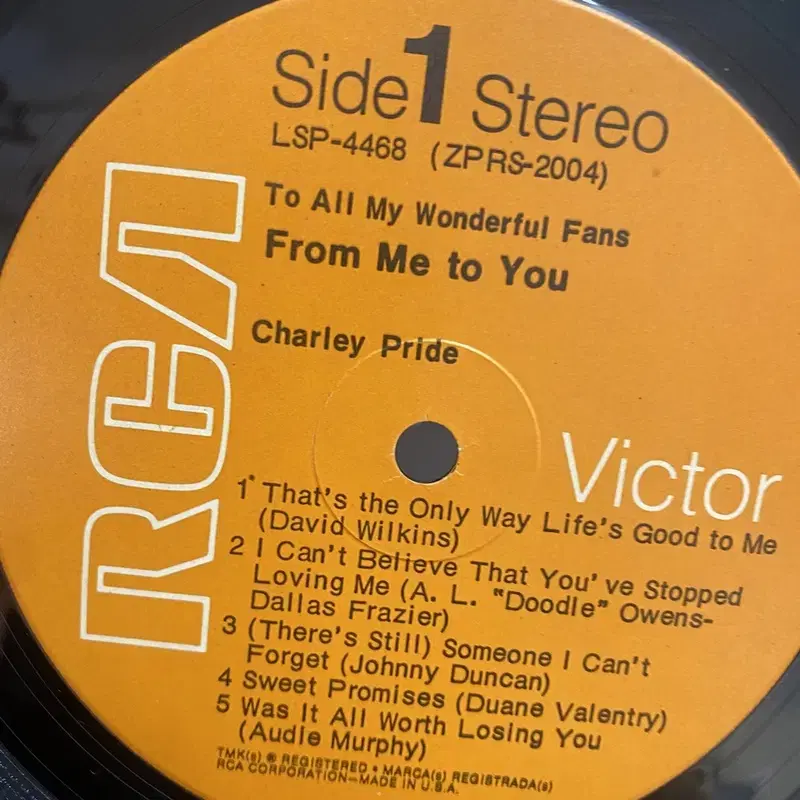 Side 1 Stereo
LSP-4468 (ZPRS-2004)
To All My Wonderful Fans
From Me to You
Charley Pride
RCA
Victor
1 That's the Only Way Life's Good to Me
(David Wilkins)
2 I Can't Believe That You've Stopped
Loving Me (A. L. "Doodle" Owens-
Dallas Frazier)
3 (There's Still) Someone I Can't
Forget (Johnny Duncan)
4 Sweet Promises (Duane Valentry)
5 Was It All Worth Losing You
(Audie Murphy)
TMK(s) ® REGISTERED • MARCA(s) REGISTRADA(s)
RCA CORPORATION—MADE IN U.S.A.